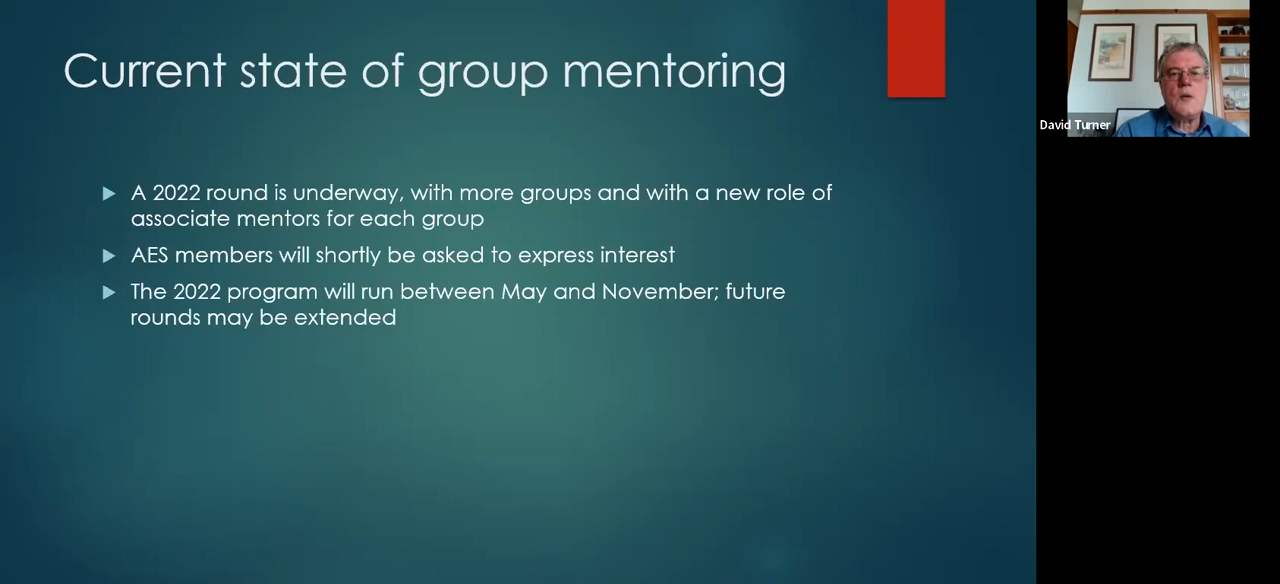 Current state of group mentoring
A 2022 round is underway, with more groups and with a new role of
associate mentors for each group
AES members will shortly be asked to express interest
The 2022 program will run between May and November; future
rounds may be extended
David Turner